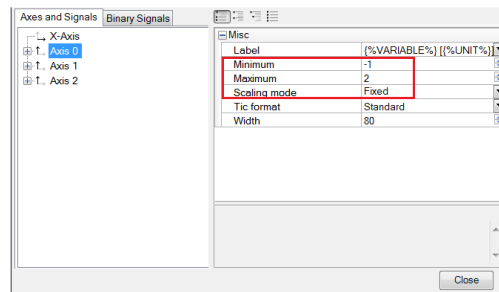 Axes and Signals Binary Signals
X-Axis
Axis 0
Axis 1
Axis 2
Misc
Label {%VARIABLE%} [{%UNIT%}]
Minimum -1
Maximum 2
Scaling mode Fixed
Tic format Standard
Width 80
Close